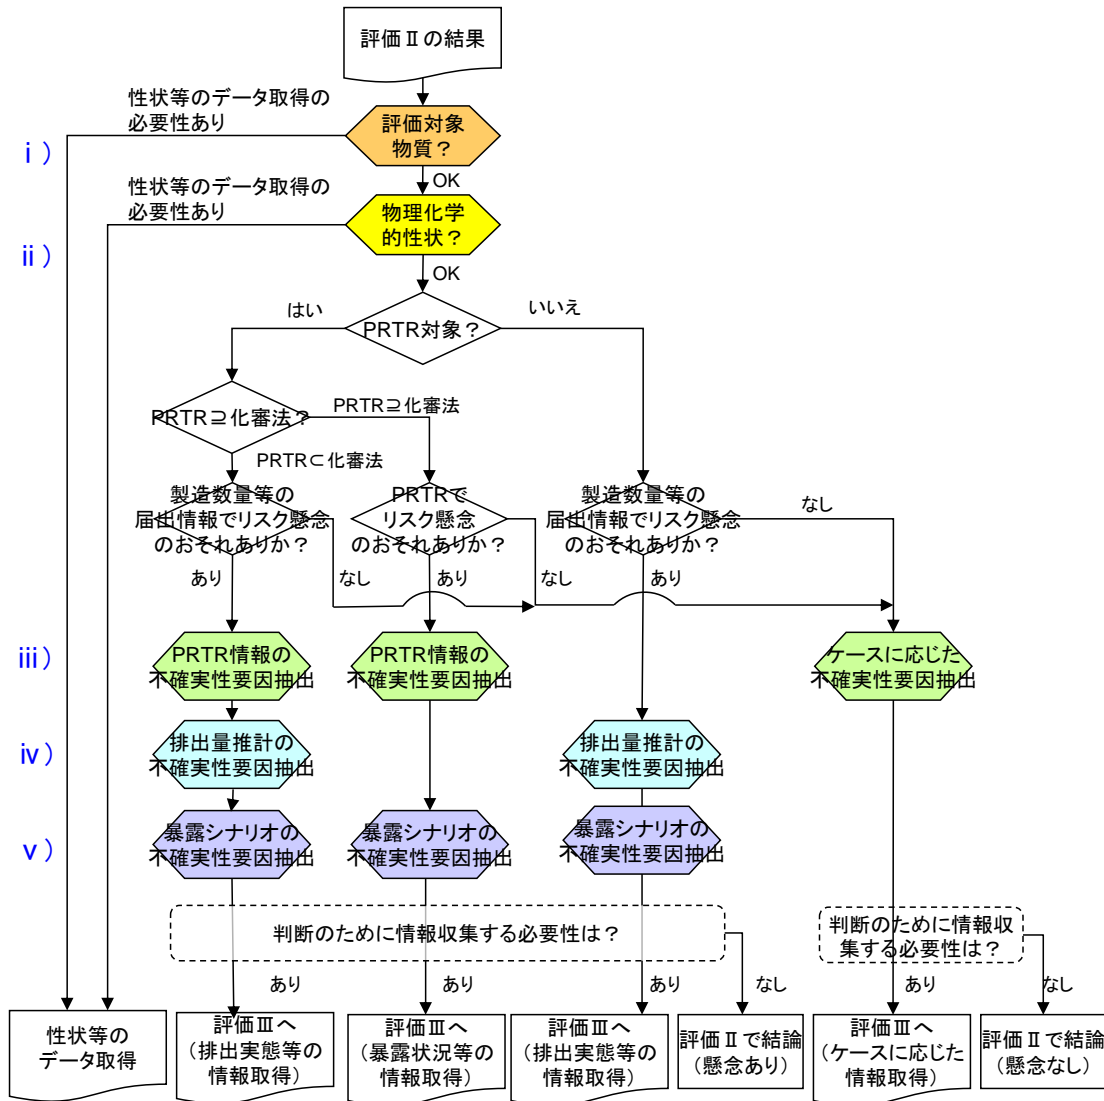 評価Ⅱの結果
性状等のデータ取得の
必要性あり
評価対象
物質？
ⅰ）
OK
性状等のデータ取得の
必要性あり
物理化学
的性状？
ⅱ）
OK
はい
いいえ
PRTR対象？
PRTR⊇化審法？
PRTR⊇化審法
PRTR⊂化審法
製造数量等の
届出情報でリスク懸念
のおそれありか？
PRTRで
リスク懸念
のおそれありか？
製造数量等の
届出情報でリスク懸念
のおそれありか？
なし
あり
なし
あり
なし
あり
ⅲ）
PRTR情報の
不確実性要因抽出
PRTR情報の
不確実性要因抽出
ケースに応じた
不確実性要因抽出
ⅳ）
排出量推計の
不確実性要因抽出
排出量推計の
不確実性要因抽出
ⅴ）
暴露シナリオの
不確実性要因抽出
暴露シナリオの
不確実性要因抽出
暴露シナリオの
不確実性要因抽出
判断のために情報収集する必要性は？
判断のために情報収
集する必要性は？
あり
あり
あり
なし
あり
なし
性状等の
データ取得
評価Ⅲへ
（排出実態等の
情報取得）
評価Ⅲへ
（暴露状況等の
情報取得）
評価Ⅲへ
（排出実態等の
情報取得）
評価Ⅱで結論
（懸念あり）
評価Ⅲへ
（ケースに応じた
情報取得）
評価Ⅱで結論
（懸念なし）